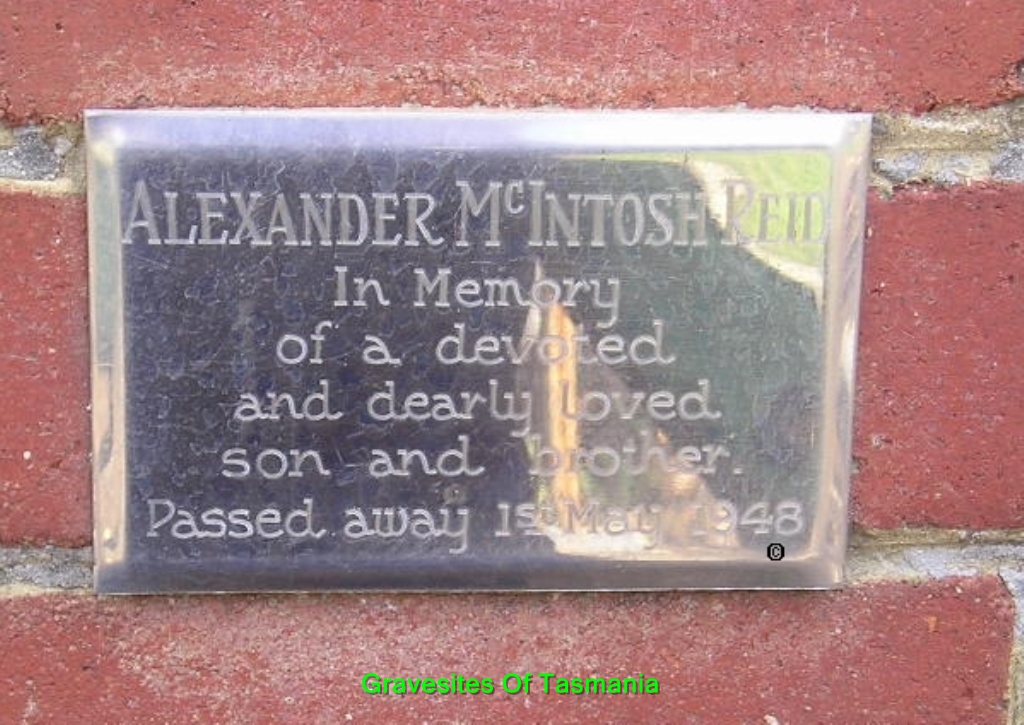 ALEXANDER McINTOSH REID
In Memory
of a devoted
and dearly loved
son and brother.
Passed away 1st May 1948
©
Gravesites Of Tasmania